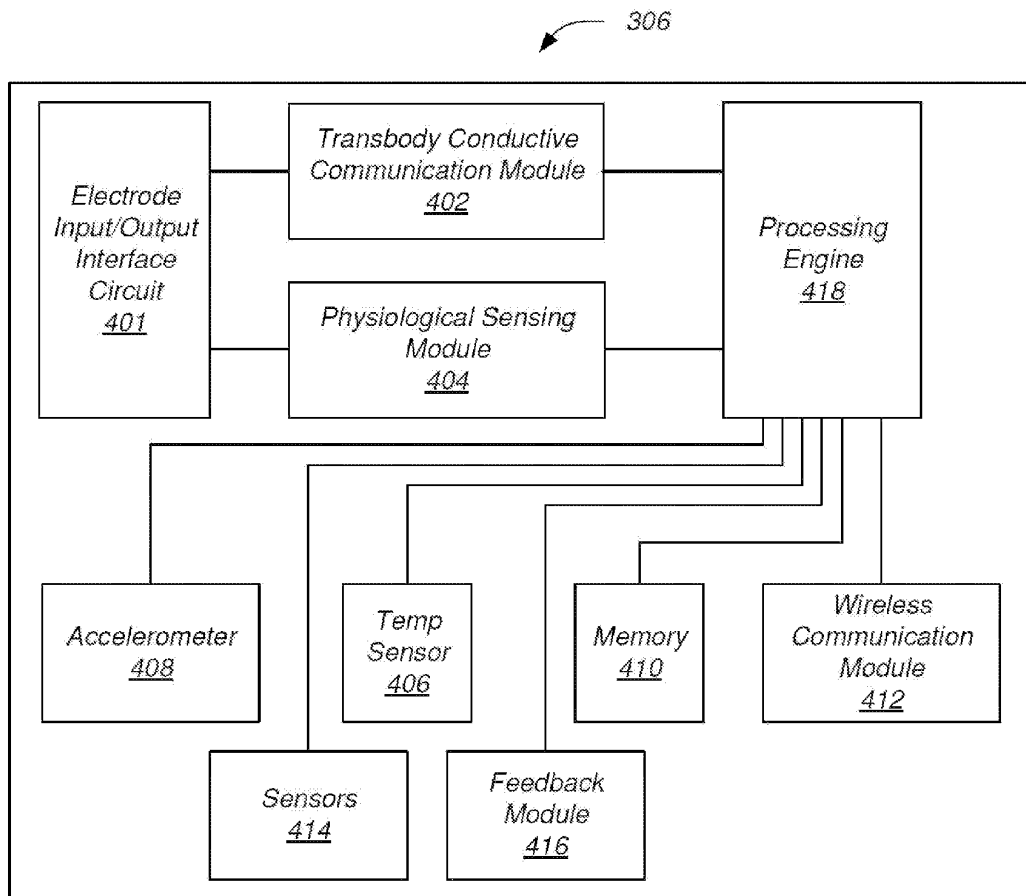 306
Electrode
Input/Output
Interface
Circuit
401
Transbody Conductive
Communication Module
402
Physiological Sensing
Module
404
Processing
Engine
418
Accelerometer
408
Temp
Sensor
406
Memory
410
Wireless
Communication
Module
412
Sensors
414
Feedback
Module
416